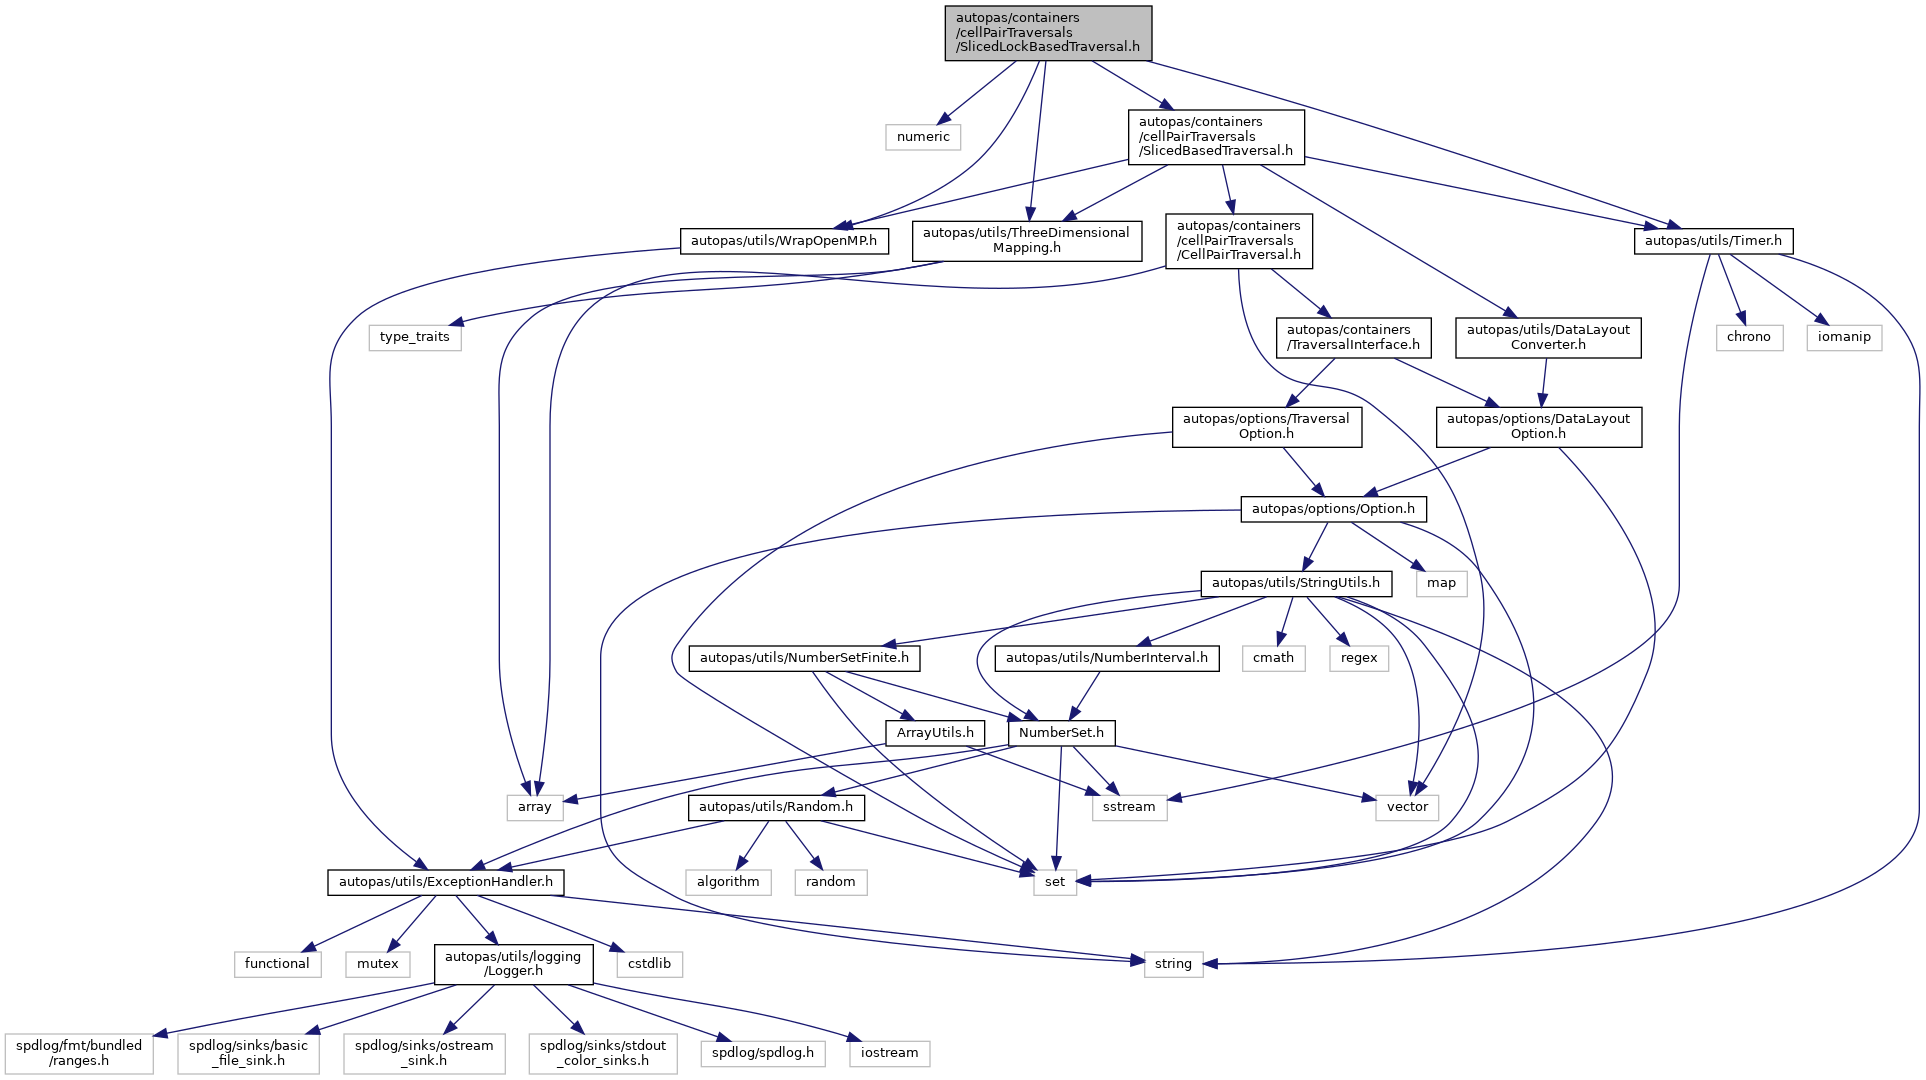 autopas/containers
/cellPairTraversals
/SlicedLockBasedTraversal.h
numeric
autopas/containers
/cellPairTraversals
/SlicedBasedTraversal.h
autopas/utils/WrapOpenMP.h
autopas/utils/ThreeDimensional
Mapping.h
autopas/containers
/cellPairTraversals
/CellPairTraversal.h
autopas/utils/Timer.h
type_traits
autopas/containers
/TraversalInterface.h
autopas/utils/DataLayout
Converter.h
chrono
iomanip
autopas/options/Traversal
Option.h
autopas/options/DataLayout
Option.h
autopas/options/Option.h
autopas/utils/StringUtils.h
map
autopas/utils/NumberSetFinite.h
autopas/utils/NumberInterval.h
cmath
regex
ArrayUtils.h
NumberSet.h
array
autopas/utils/Random.h
sstream
vector
autopas/utils/ExceptionHandler.h
algorithm
random
set
functional
mutex
autopas/utils/logging
/Logger.h
cstdlib
string
spdlog/fmt/bundled
/ranges.h
spdlog/sinks/basic
_file_sink.h
spdlog/sinks/ostream
_sink.h
spdlog/sinks/stdout
_color_sinks.h
spdlog/spdlog.h
iostream